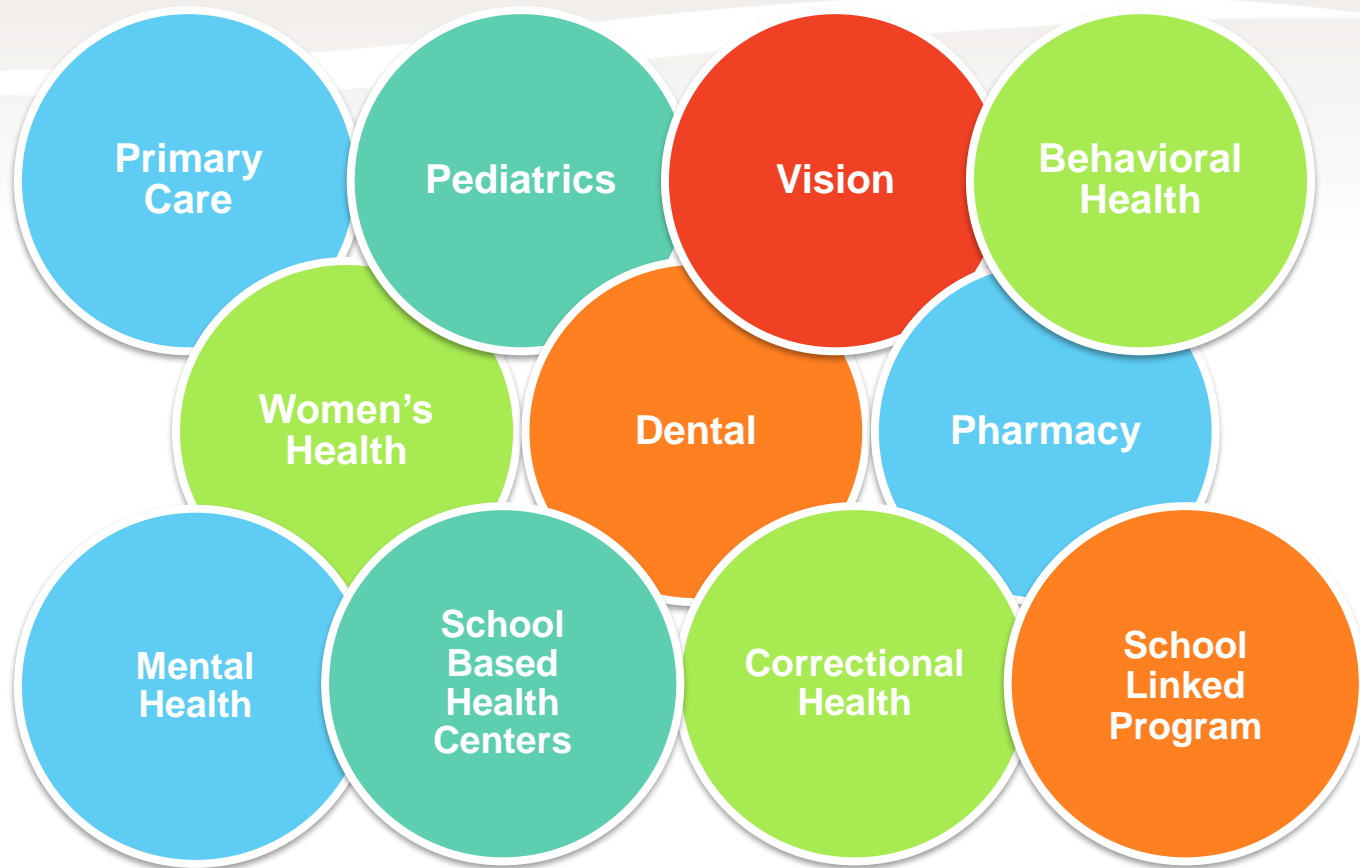 Primary
Care
Pediatrics
Vision
Behavioral
Health
Women’s
Health
Dental
Pharmacy
Mental
Health
School
Based
Health
Centers
Correctional
Health
School
Linked
Program